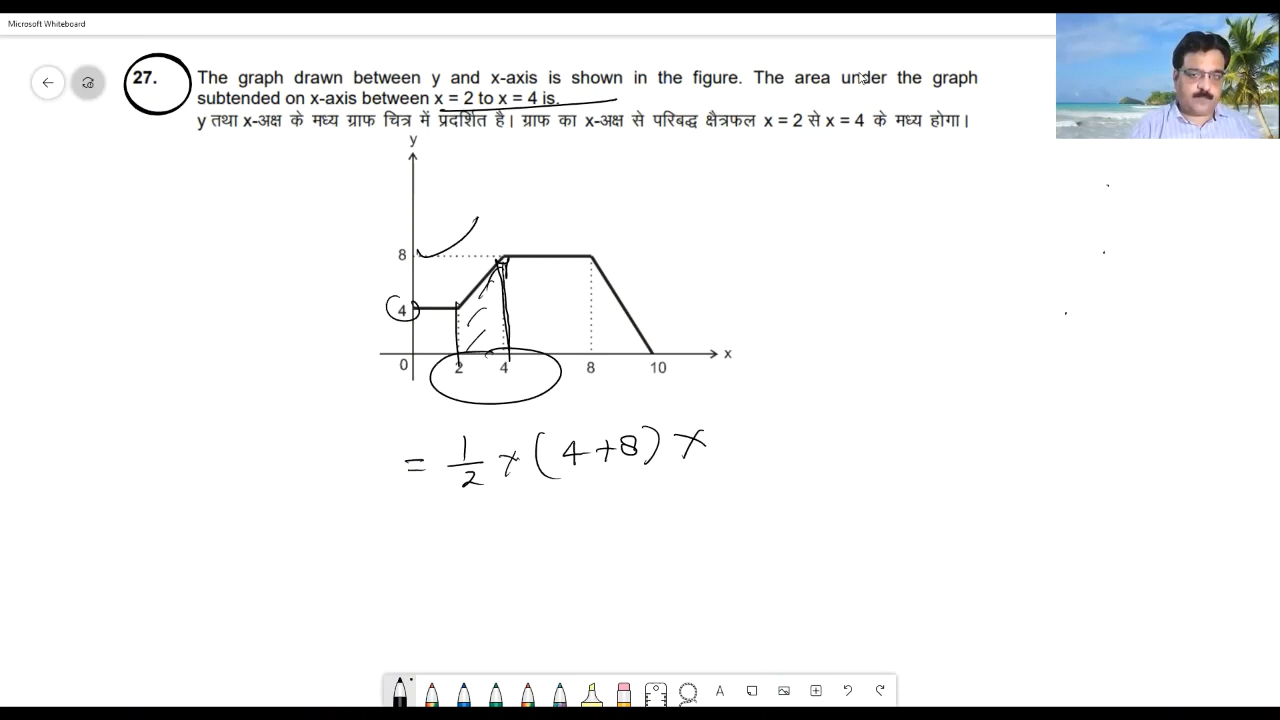 Microsoft Whiteboard
27. The graph drawn between y and x-axis is shown in the figure. The area under the graph
subtended on x-axis between x = 2 to x = 4 is.
y तथा x-अक्ष के मध्य ग्राफ चित्र में प्रदर्शित है। ग्राफ का x-अक्ष से परिबद्ध क्षैत्रफल x = 2 से x = 4 के मध्य होगा।
y
8
4
x
0 2 4 8 10
= 1/2 × (4+8) ×
A